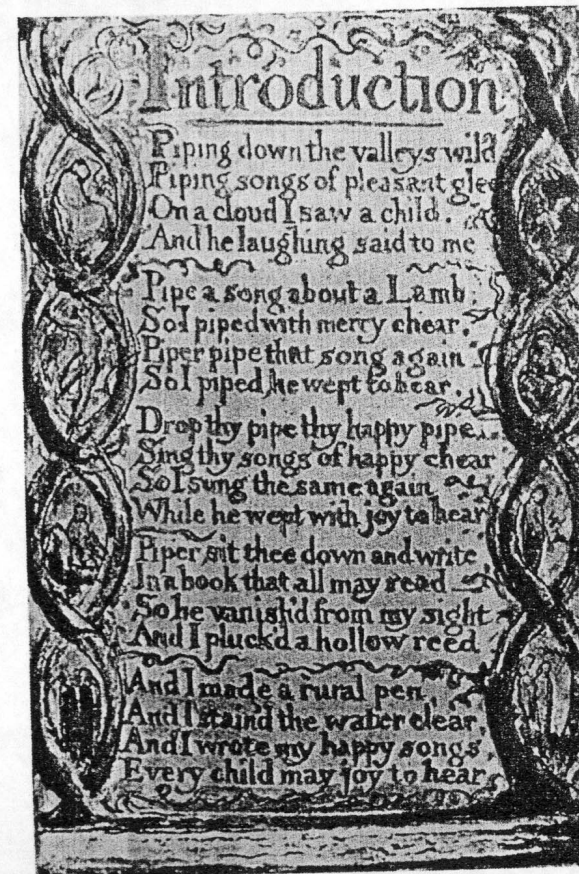 Introduction
Piping down the valleys wild
Piping songs of pleasant glee
On a cloud I saw a child.
And he laughing said to me
Pipe a song about a Lamb;
So I piped with merry chear,
Piper pipe that song again
So I piped, he wept to hear.
Drop thy pipe thy happy pipe
Sing thy songs of happy chear
So I sung the same again
While he wept with joy to hear
Piper sit thee down and write
In a book that all may read
So he vanish'd from my sight
And I pluck'd a hollow reed
And I made a rural pen,
And I stain'd the water clear,
And I wrote my happy songs
Every child may joy to hear